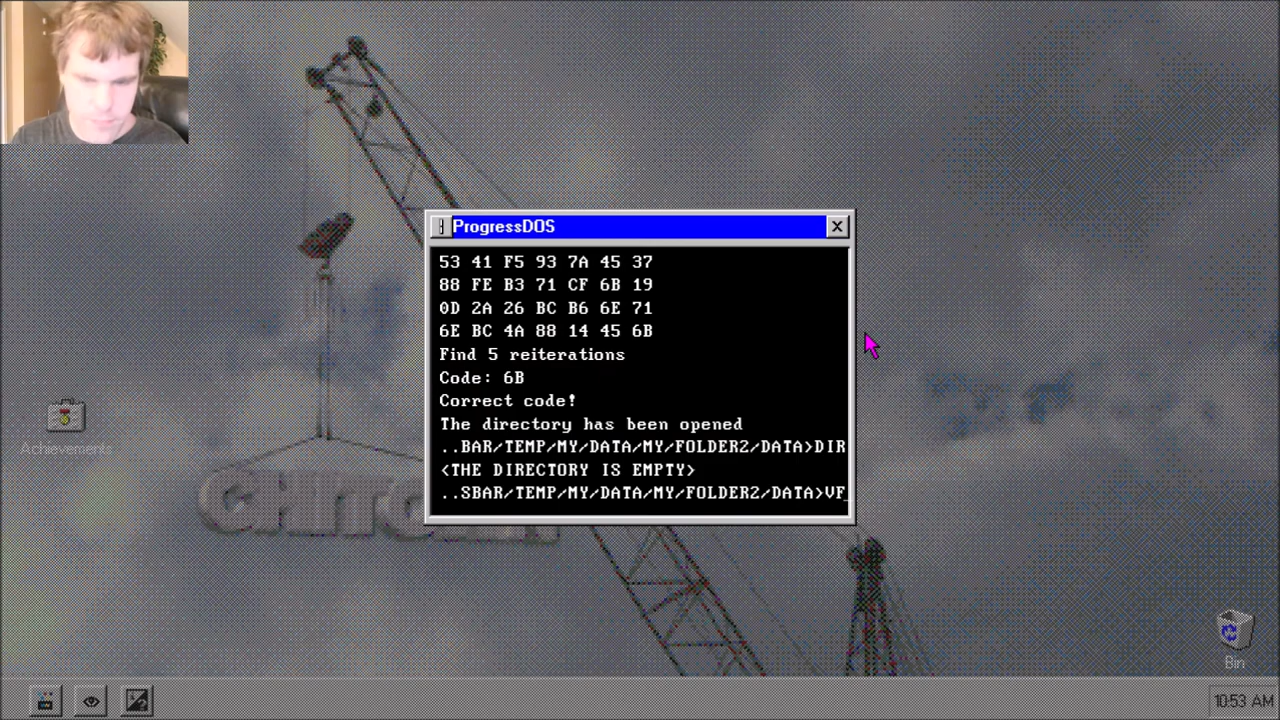 ProgressDOS
53 41 F5 93 7A 45 37
88 FE B3 71 CF 6B 19
0D 2A 26 BC B6 6E 71
6E BC 4A 88 14 45 6B
Find 5 reiterations
Code: 6B
Correct code!
The directory has been opened
..BAR/TEMP/MY/DATA/MY/FOLDER2/DATA>DIR
<THE DIRECTORY IS EMPTY>
..SBAR/TEMP/MY/DATA/MY/FOLDER2/DATA>VF_
Achievements
Bin
10:53 AM